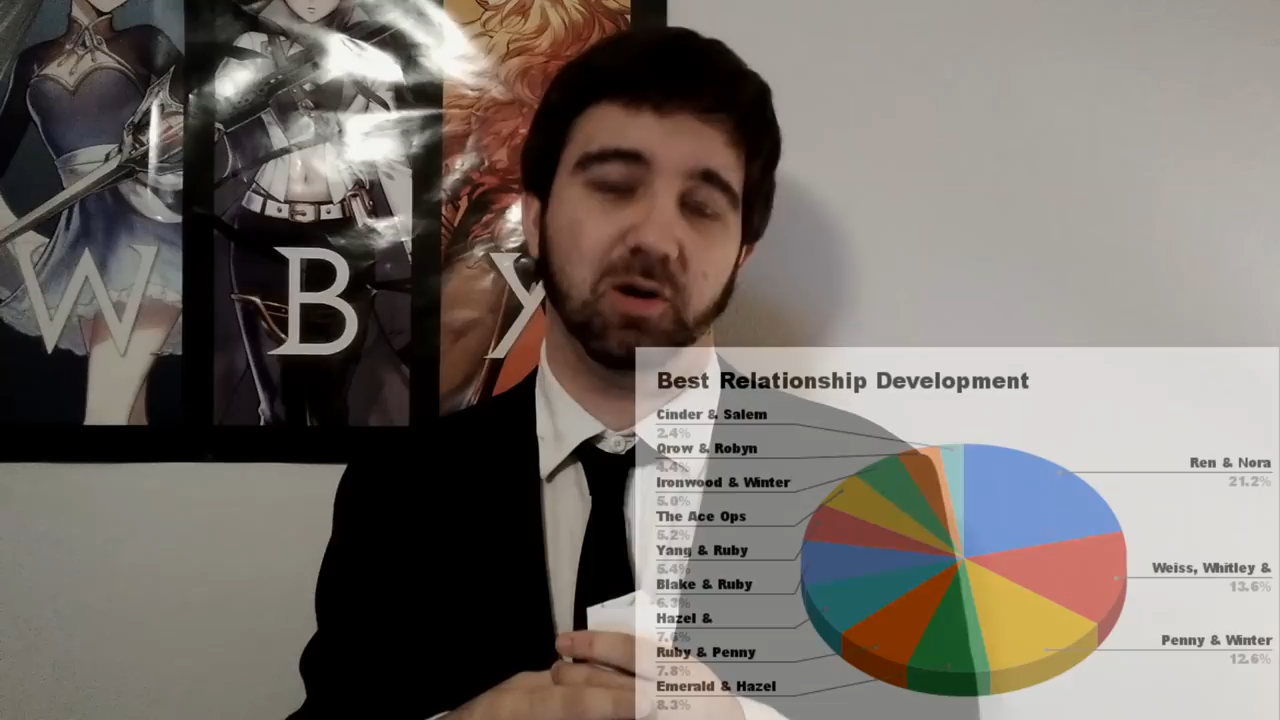 W B Y
Best Relationship Development
Cinder & Salem
2.4%
Qrow & Robyn
4.4%
Ironwood & Winter
5.0%
The Ace Ops
5.2%
Yang & Ruby
5.4%
Blake & Ruby
6.3%
Hazel &
7.6%
Ruby & Penny
7.8%
Emerald & Hazel
8.3%
Ren & Nora
21.2%
Weiss, Whitley &
13.6%
Penny & Winter
12.6%